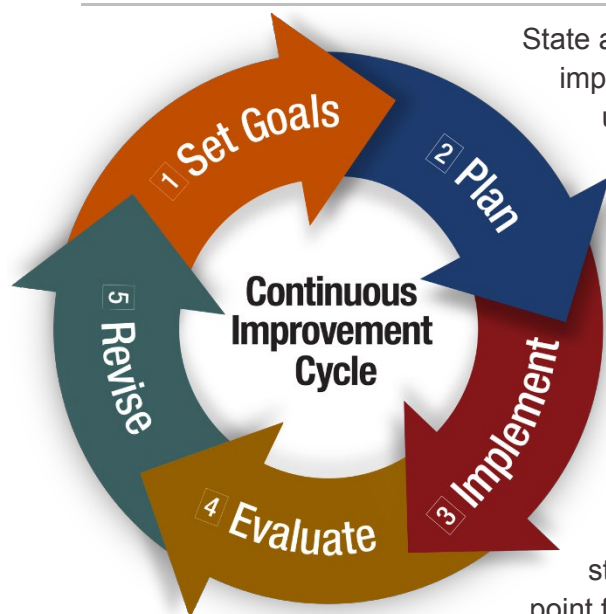 State a
imp
u
1 Set Goals
2 Plan
Continuous
Improvement
Cycle
3 Implement
4 Evaluate
5 Revise
st
point f